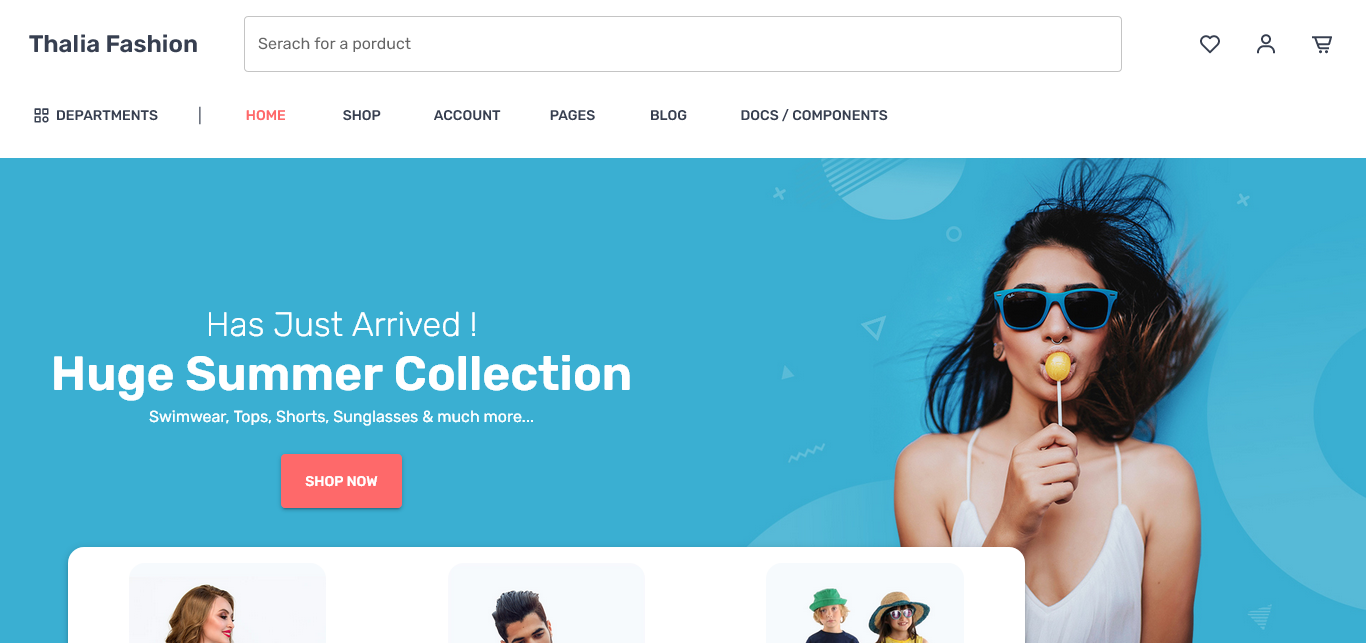 Thalia Fashion
Serach for a porduct
DEPARTMENTS | HOME SHOP ACCOUNT PAGES BLOG DOCS / COMPONENTS
Has Just Arrived !
Huge Summer Collection
Swimwear, Tops, Shorts, Sunglasses & much more...
SHOP NOW